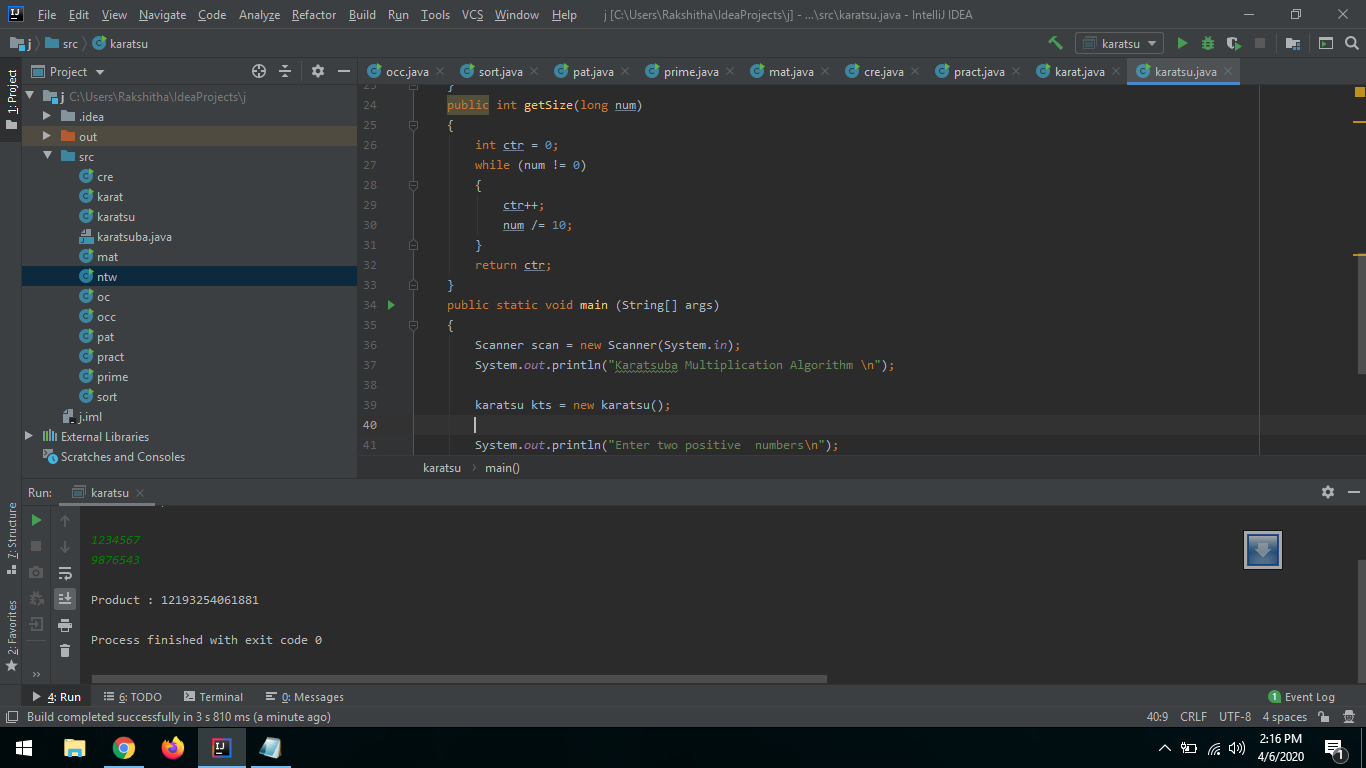 File Edit View Navigate Code Analyze Refactor Build Run Tools VCS Window Help j [C:\Users\Rakshitha\IdeaProjects\j] - ...\src\karatsu.java - IntelliJ IDEA
j src karatsu karatsu
1: Project
Project
occ.java sort.java pat.java prime.java mat.java cre.java pract.java karat.java karatsu.java
j C:\Users\Rakshitha\IdeaProjects\j
.idea
out
src
cre
karat
karatsu
karatsuba.java
mat
ntw
oc
occ
pat
pract
prime
sort
j.iml
External Libraries
Scratches and Consoles
23 }
24 public int getSize(long num)
25 {
26 int ctr = 0;
27 while (num != 0)
28 {
29 ctr++;
30 num /= 10;
31 }
32 return ctr;
33 }
34 public static void main (String[] args)
35 {
36 Scanner scan = new Scanner(System.in);
37 System.out.println("Karatsuba Multiplication Algorithm \n");
38
39 karatsu kts = new karatsu();
40
41 System.out.println("Enter two positive  numbers\n");
karatsu main()
Run: karatsu
7: Structure
2: Favorites
1234567
9876543
Product : 12193254061881
Process finished with exit code 0
4: Run 6: TODO Terminal 0: Messages 1 Event Log
Build completed successfully in 3 s 810 ms (a minute ago) 40:9 CRLF UTF-8 4 spaces
2:16 PM
4/6/2020
1